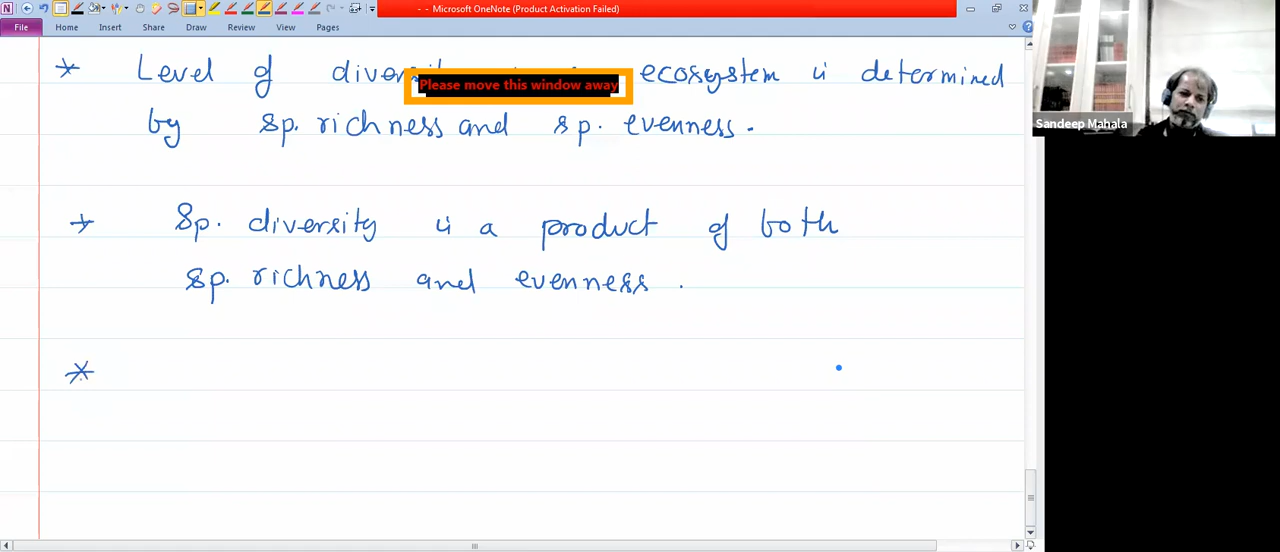 - - Microsoft OneNote (Product Activation Failed)
File Home Insert Share Draw Review View Pages
* Level of ecosystem is determined
Please move this window away
by sp. richness and sp. evenness.
* Sp. diversity is a product of both
sp. richness and evenness.
*
Sandeep Mahala